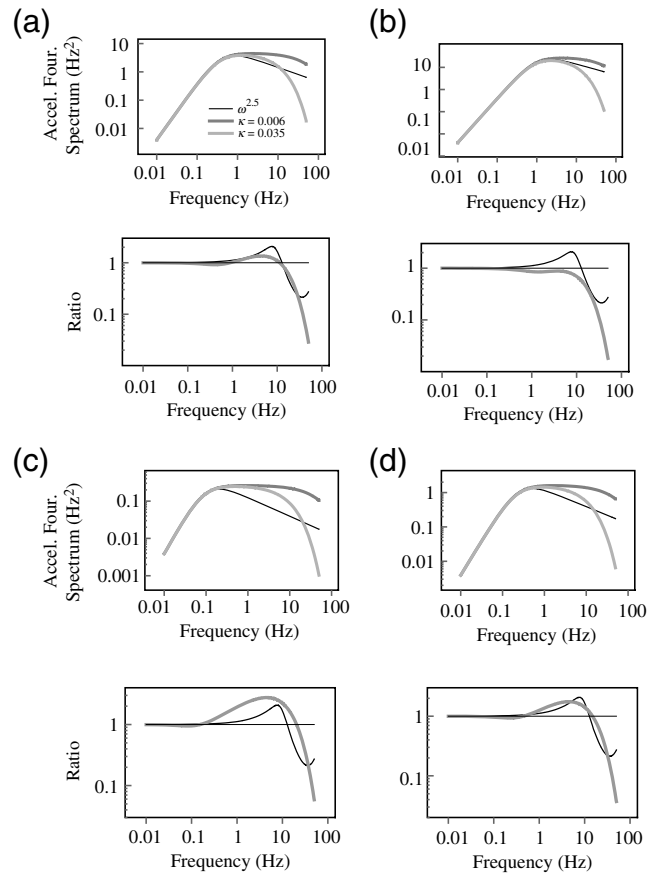 (a)
Accel. Four.
Spectrum (Hz²)
10
1
0.1
0.01
ω^2.5
κ = 0.006
κ = 0.035
0.01 0.1 1 10 100
Frequency (Hz)
Ratio
1
0.1
0.01 0.1 1 10 100
Frequency (Hz)
(b)
10
1
0.1
0.01
0.01 0.1 1 10 100
Frequency (Hz)
1
0.1
0.01 0.1 1 10 100
Frequency (Hz)
(c)
Accel. Four.
Spectrum (Hz²)
0.1
0.01
0.001
0.01 0.1 1 10 100
Frequency (Hz)
Ratio
1
0.1
0.01 0.1 1 10 100
Frequency (Hz)
(d)
1
0.1
0.01
0.01 0.1 1 10 100
Frequency (Hz)
1
0.1
0.01 0.1 1 10 100
Frequency (Hz)